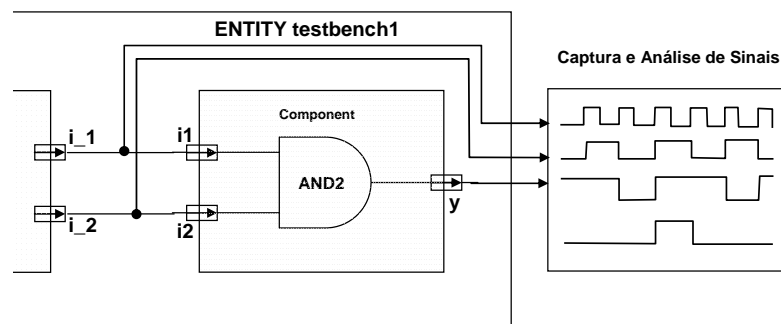 ENTITY testbench1
Captura e Análise de Sinais
Component
i_1
i1
AND2
y
i_2
i2